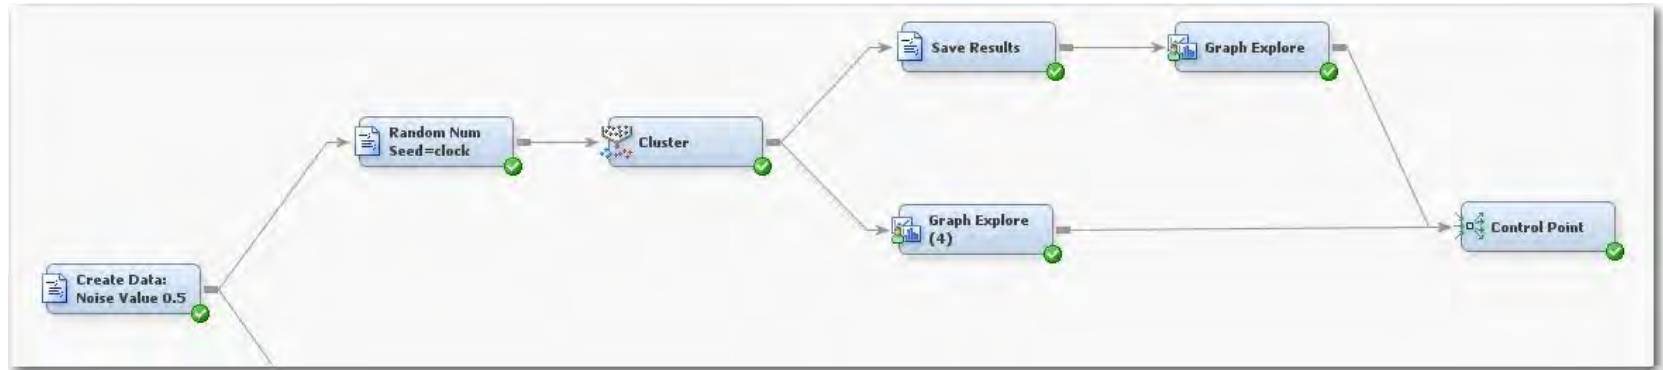 Save Results
Graph Explore
Random Num
Seed=clock
Cluster
Graph Explore
(4)
Control Point
Create Data:
Noise Value 0.5